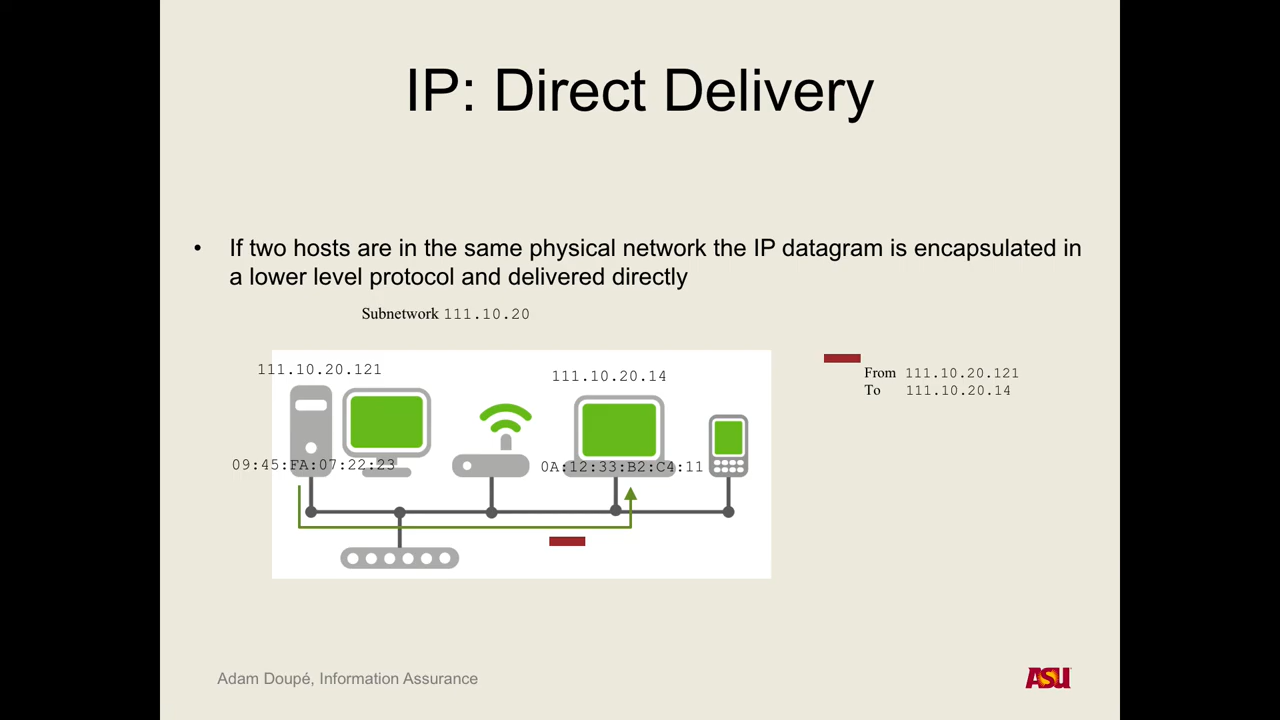 IP: Direct Delivery
• If two hosts are in the same physical network the IP datagram is encapsulated in
a lower level protocol and delivered directly
Subnetwork 111.10.20
111.10.20.121
111.10.20.14
From 111.10.20.121
To 111.10.20.14
09:45:FA:07:22:23
0A:12:33:B2:C4:11
Adam Doupé, Information Assurance
ASU